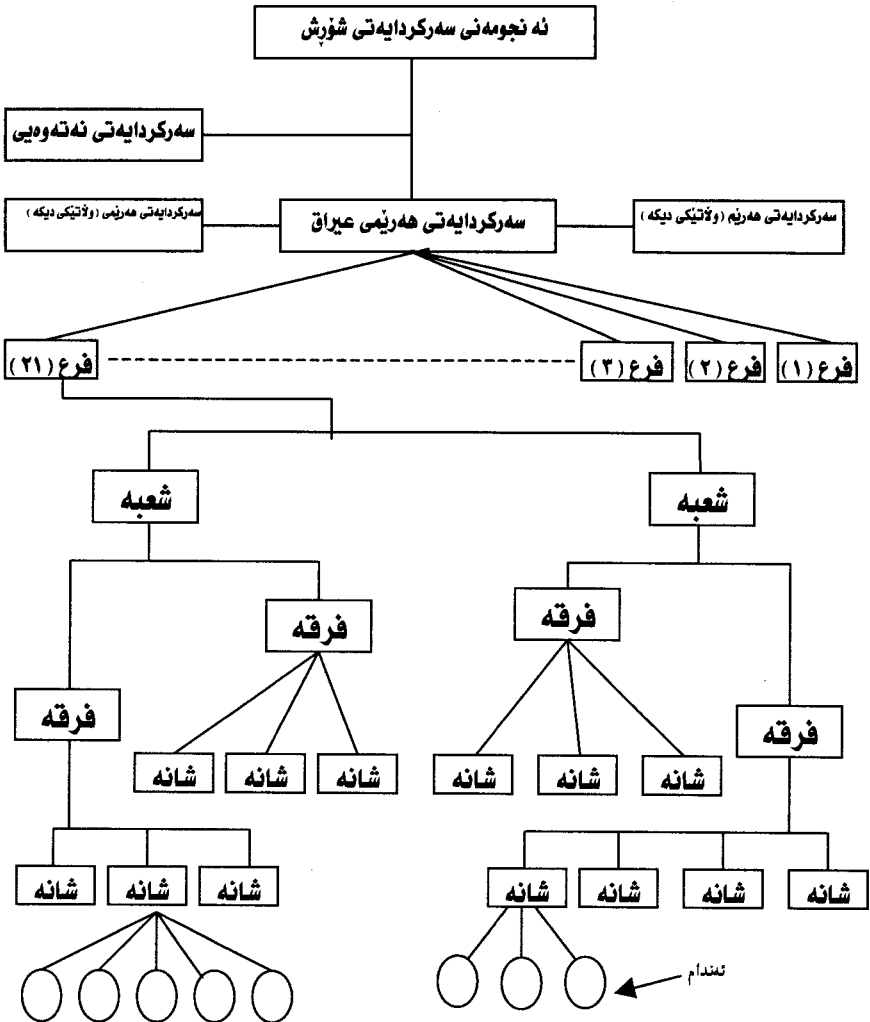 ئه نجومه‌نی سه‌رکردایه‌تی شۆڕش
سه‌رکردایه‌تی نه‌ته‌وه‌یی
سه‌رکردایه‌تی هه‌رێم ( وڵاتێکی دیکه )
سه‌رکردایه‌تی هه‌رێمی عیراق
سه‌رکردایه‌تی هه‌رێمی ( وڵاتێکی دیکه )
فرع ( ١ )
فرع ( ٢ )
فرع ( ٣ )
فرع ( ٢١ )
شعبه
شعبه
فرقه
فرقه
فرقه
فرقه
شانه
شانه
شانه
شانه
شانه
شانه
شانه
شانه
شانه
شانه
شانه
شانه
شانه
ئه‌ندام